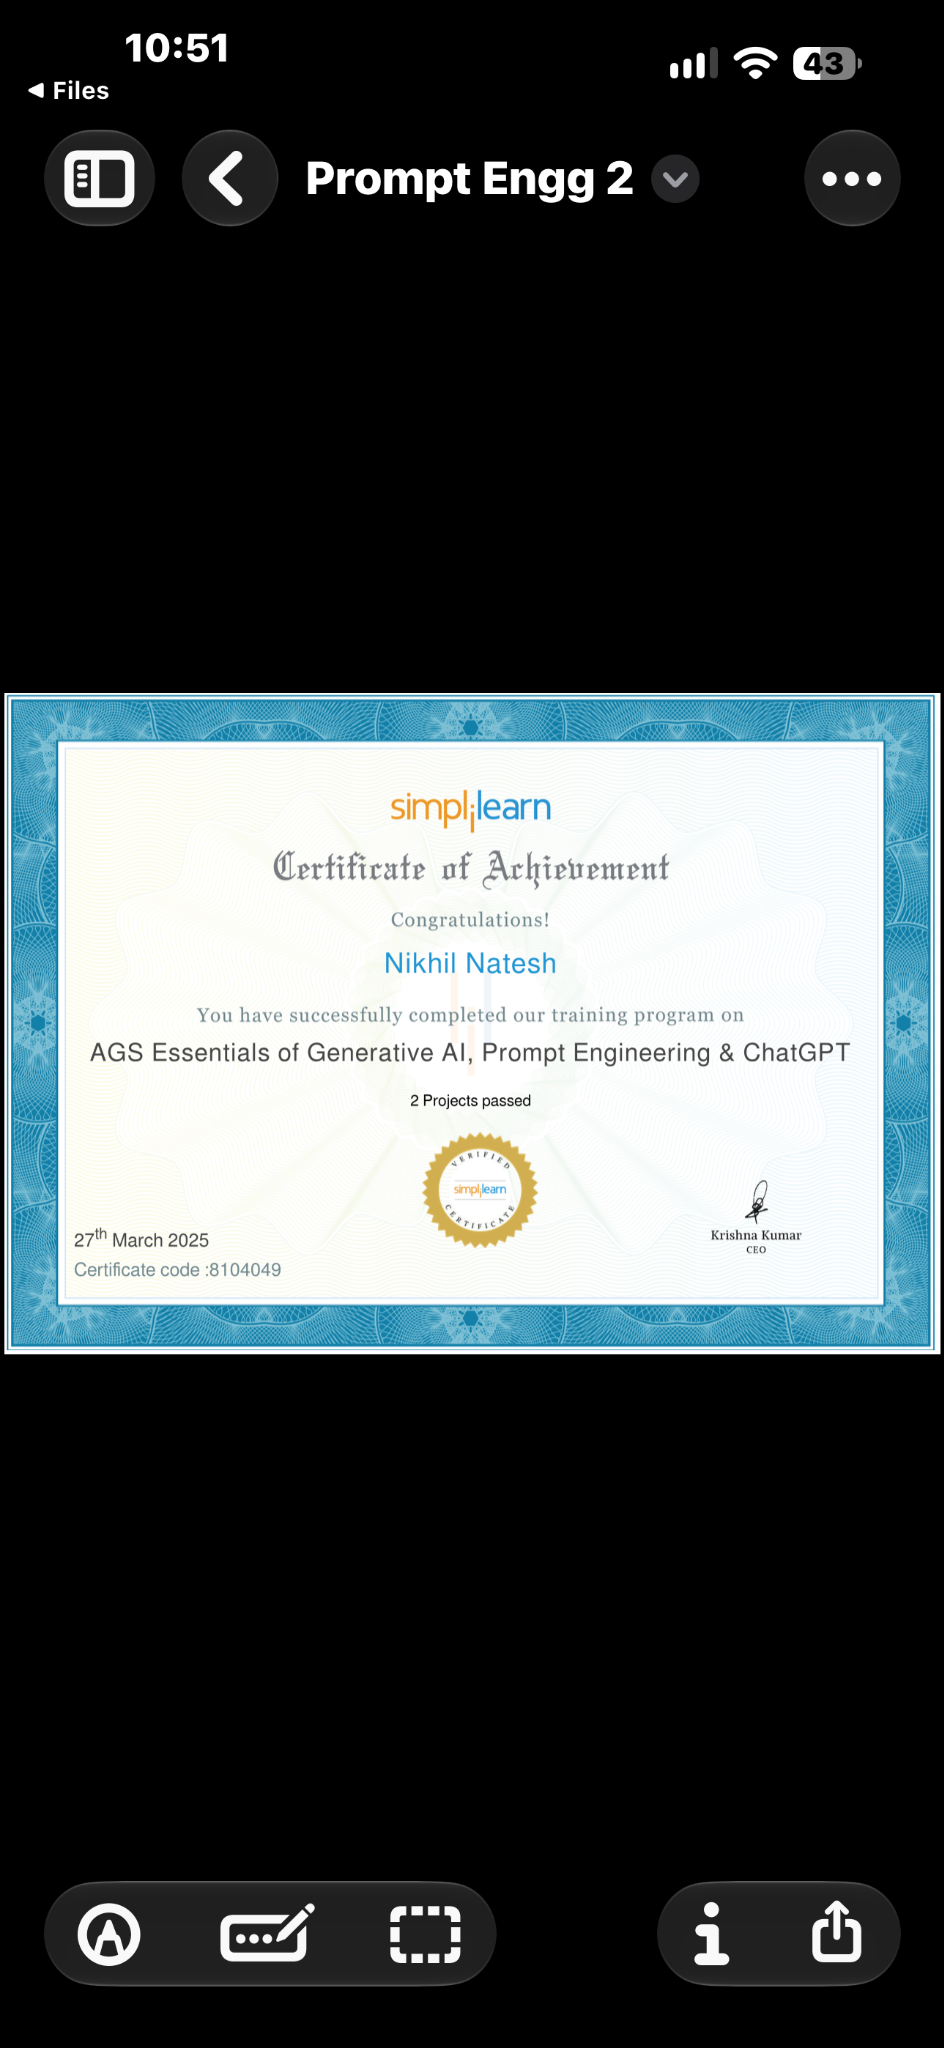 10:51
43
◀ Files
Prompt Engg 2
simplilearn
Certificate of Achievement
Congratulations!
Nikhil Natesh
You have successfully completed our training program on
AGS Essentials of Generative AI, Prompt Engineering & ChatGPT
2 Projects passed
VERIFIED
simplilearn
CERTIFICATE
27th March 2025
Certificate code :8104049
Krishna Kumar
CEO